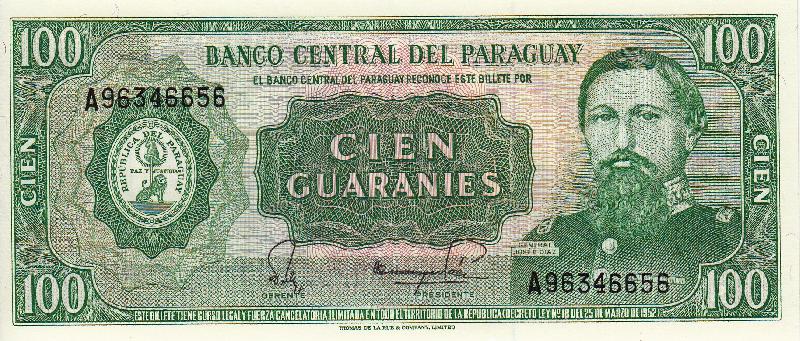 100
100
BANCO CENTRAL DEL PARAGUAY
EL BANCO CENTRAL DEL PARAGUAY RECONOCE ESTE BILLETE POR
A96346656
REPUBLICA DEL PARAGUAY
PAZ Y JUSTICIA
CIEN
CIEN
GUARANIES
CIEN
GENERAL
JOSE E. DIAZ
A96346656
GERENTE
PRESIDENTE
100
100
ESTE BILLETE TIENE CURSO LEGAL Y FUERZA CANCELATORIA ILIMITADA EN TODO EL TERRITORIO DE LA REPUBLICA (DECRETO LEY Nº 18 DEL 25 DE MARZO DE 1952
THOMAS DE LA RUE & COMPANY, LIMITED